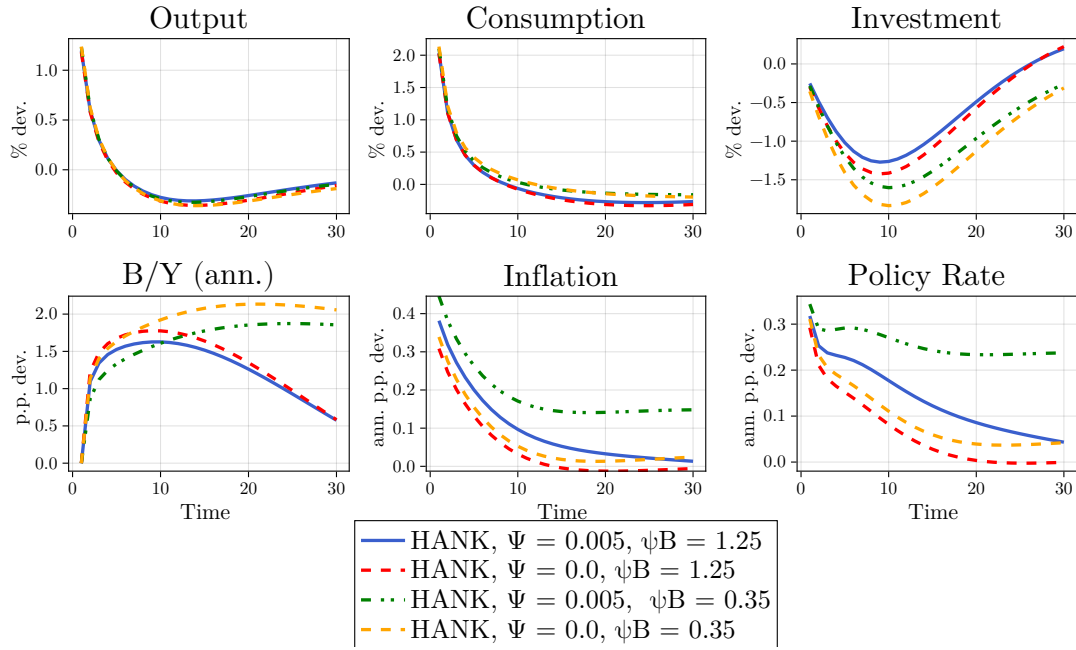 Output
Consumption
Investment
% dev.
1.0
0.5
0.0
0
10
20
30
% dev.
2.0
1.5
1.0
0.5
0.0
0
10
20
30
% dev.
0.0
−0.5
−1.0
−1.5
0
10
20
30
B/Y (ann.)
Inflation
Policy Rate
p.p. dev.
2.0
1.5
1.0
0.5
0.0
0
10
20
30
Time
ann. p.p. dev.
0.4
0.3
0.2
0.1
0.0
0
10
20
30
Time
ann. p.p. dev.
0.3
0.2
0.1
0.0
0
10
20
30
Time
HANK, Ψ = 0.005, ψB = 1.25
HANK, Ψ = 0.0, ψB = 1.25
HANK, Ψ = 0.005, ψB = 0.35
HANK, Ψ = 0.0, ψB = 0.35